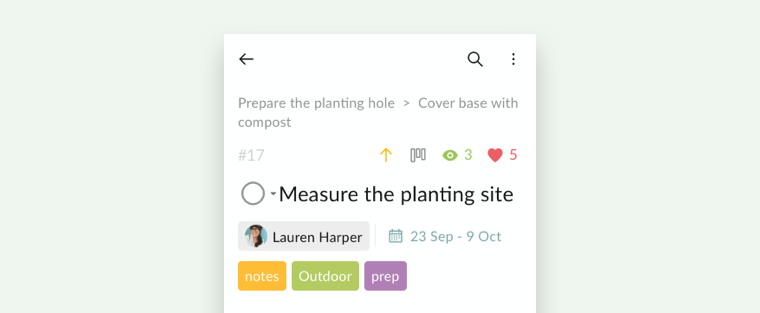 Prepare the planting hole > Cover base with
compost
#17 3 5
Measure the planting site
Lauren Harper 23 Sep - 9 Oct
notes Outdoor prep